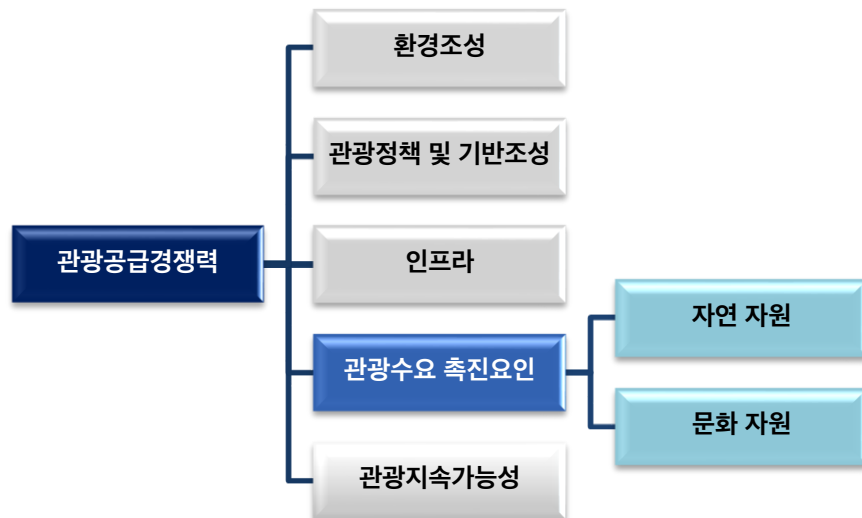 환경조성
관광정책 및 기반조성
관광공급경쟁력
인프라
자연 자원
관광수요 촉진요인
문화 자원
관광지속가능성